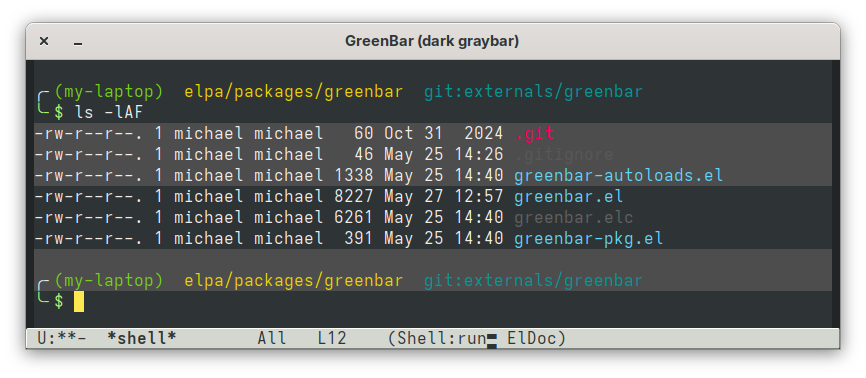 GreenBar (dark graybar)
╭─(my-laptop)  elpa/packages/greenbar  git:externals/greenbar
╰─$ ls -lAF
-rw-r--r--. 1 michael michael   60 Oct 31  2024 .git
-rw-r--r--. 1 michael michael   46 May 25 14:26 .gitignore
-rw-r--r--. 1 michael michael 1338 May 25 14:40 greenbar-autoloads.el
-rw-r--r--. 1 michael michael 8227 May 27 12:57 greenbar.el
-rw-r--r--. 1 michael michael 6261 May 25 14:40 greenbar.elc
-rw-r--r--. 1 michael michael  391 May 25 14:40 greenbar-pkg.el
╭─(my-laptop)  elpa/packages/greenbar  git:externals/greenbar
╰─$
U:**-  *shell*        All   L12    (Shell:run ElDoc)